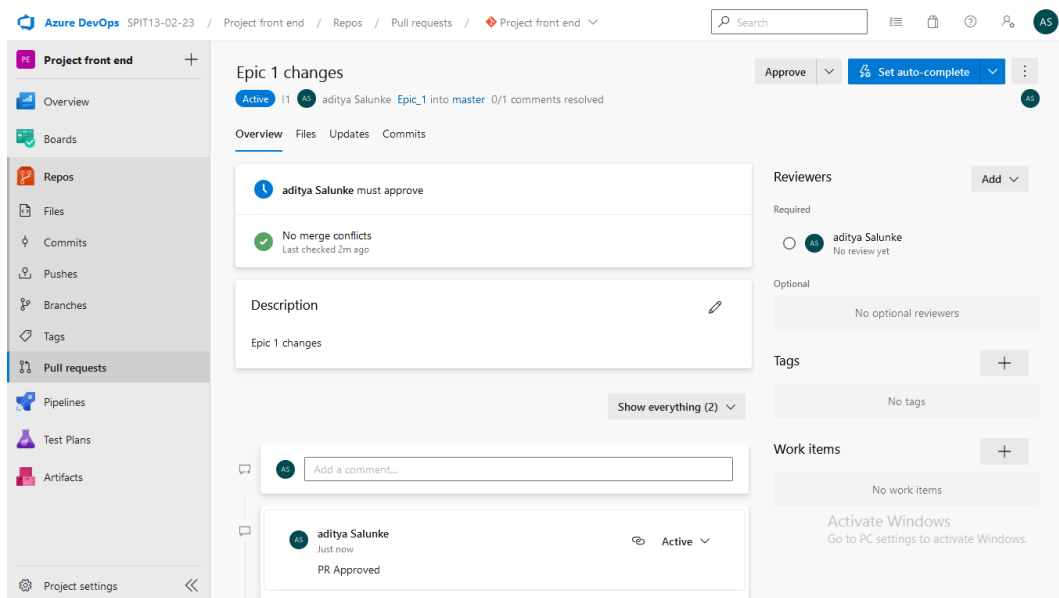 Azure DevOps SPIT13-02-23 / Project front end / Repos / Pull requests / Project front end
Search
AS
PE Project front end
Overview
Boards
Repos
Files
Commits
Pushes
Branches
Tags
Pull requests
Pipelines
Test Plans
Artifacts
Project settings
Epic 1 changes
Approve
Set auto-complete
Active !1 AS aditya Salunke Epic_1 into master 0/1 comments resolved
AS
Overview Files Updates Commits
aditya Salunke must approve
No merge conflicts
Last checked 2m ago
Description
Epic 1 changes
Show everything (2)
AS Add a comment...
AS aditya Salunke
Just now
Active
PR Approved
Reviewers
Add
Required
AS aditya Salunke
No review yet
Optional
No optional reviewers
Tags
No tags
Work items
No work items
Activate Windows
Go to PC settings to activate Windows.